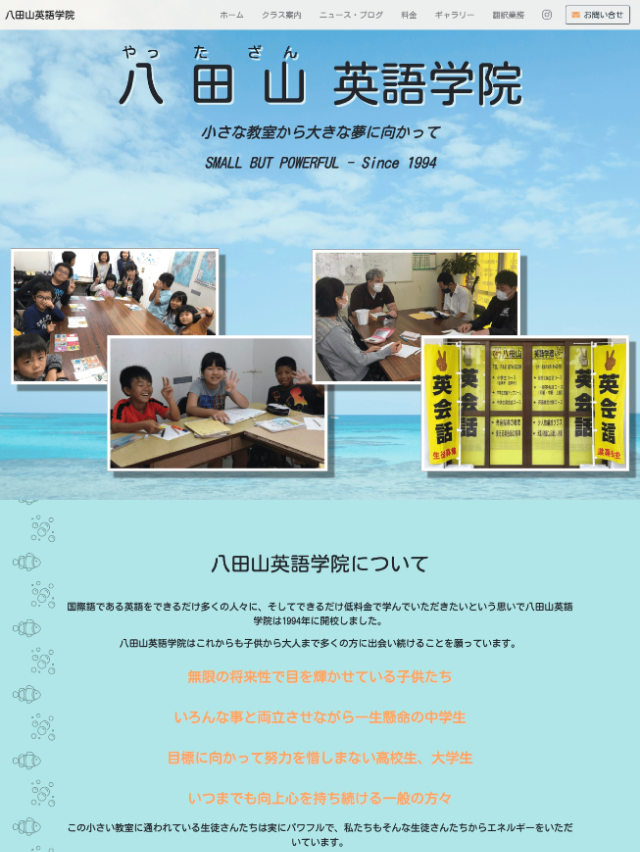 八田山英語学院
ホーム クラス案内 ニュース・ブログ 料金 ギャラリー 翻訳業務 お問い合せ
やっ た ざん
八田山 英語学院
小さな教室から大きな夢に向かって
SMALL BUT POWERFUL - Since 1994
英会話
英会話
八田山英語学院について
国際語である英語をできるだけ多くの人々に、そしてできるだけ低料金で学んでいただきたいという思いで八田山英語
学院は1994年に開校しました。
八田山英語学院はこれからも子供から大人まで多くの方に出会い続けることを願っています。
無限の将来性で目を輝かせている子供たち
いろんな事と両立させながら一生懸命の中学生
目標に向かって努力を惜しまない高校生、大学生
いつまでも向上心を持ち続ける一般の方々
この小さい教室に通われている生徒さんたちは実にパワフルで、私たちもそんな生徒さんたちからエネルギーをいただ
いています。